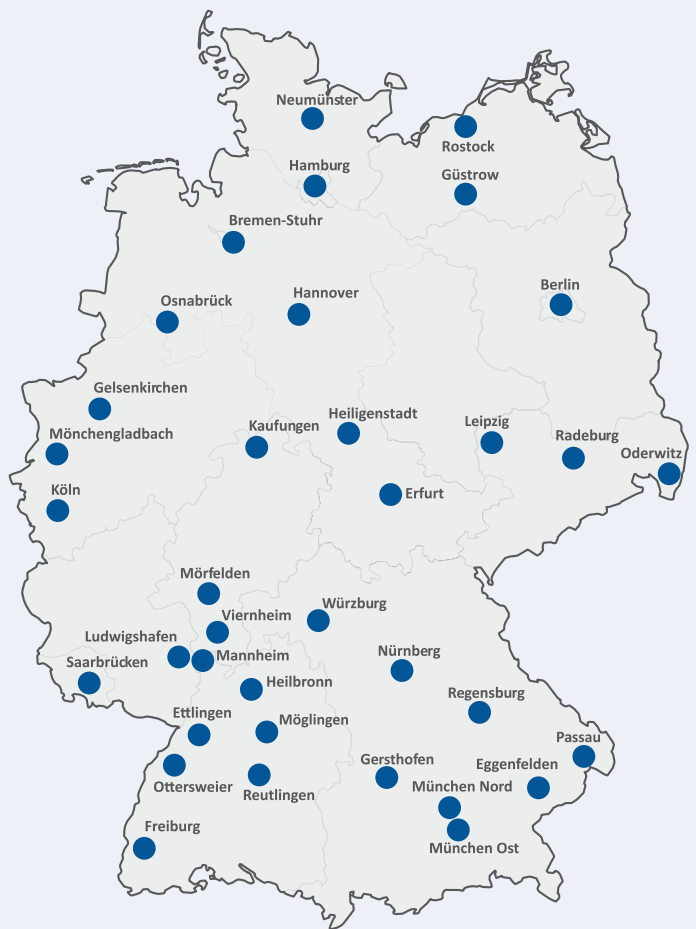 Neumünster
Rostock
Hamburg
Güstrow
Bremen-Stuhr
Berlin
Hannover
Osnabrück
Gelsenkirchen
Heiligenstadt
Leipzig
Kaufungen
Mönchengladbach
Radeburg
Oderwitz
Köln
Erfurt
Mörfelden
Würzburg
Viernheim
Ludwigshafen
Mannheim
Nürnberg
Saarbrücken
Heilbronn
Regensburg
Ettlingen
Möglingen
Passau
Gersthofen
Eggenfelden
Ottersweier
München Nord
Reutlingen
Freiburg
München Ost